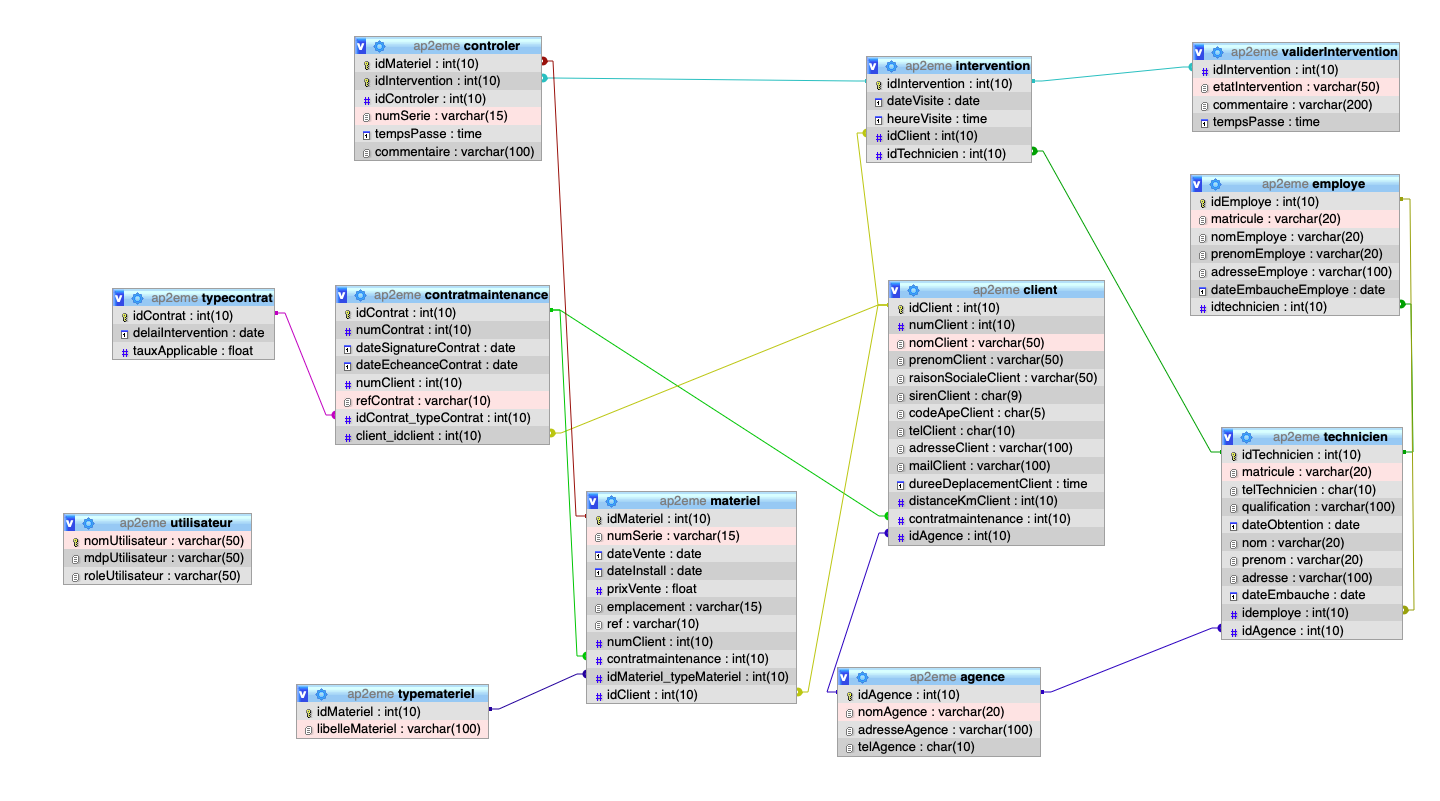 ap2eme controler
idMateriel : int(10)
idIntervention : int(10)
idControler : int(10)
numSerie : varchar(15)
tempsPasse : time
commentaire : varchar(100)
v ap2eme intervention
idIntervention : int(10)
dateVisite : date
heureVisite : time
idClient : int(10)
idTechnicien : int(10)
v ap2eme validerIntervention
idIntervention : int(10)
etatIntervention : varchar(50)
commentaire : varchar(200)
tempsPasse : time
v ap2eme employe
idEmploye : int(10)
matricule : varchar(20)
nomEmploye : varchar(20)
prenomEmploye : varchar(20)
adresseEmploye : varchar(100)
dateEmbaucheEmploye : date
idtechnicien : int(10)
v ap2eme typecontrat
idContrat : int(10)
delaiIntervention : date
tauxApplicable : float
v ap2eme contratmaintenance
idContrat : int(10)
numContrat : int(10)
dateSignatureContrat : date
dateEcheanceContrat : date
numClient : int(10)
refContrat : varchar(10)
idContrat_typeContrat : int(10)
client_idclient : int(10)
v ap2eme client
idClient : int(10)
numClient : int(10)
nomClient : varchar(50)
prenomClient : varchar(50)
raisonSocialeClient : varchar(50)
sirenClient : char(9)
codeApeClient : char(5)
telClient : char(10)
adresseClient : varchar(100)
mailClient : varchar(100)
dureeDeplacementClient : time
distanceKmClient : int(10)
contratmaintenance : int(10)
idAgence : int(10)
v ap2eme technicien
idTechnicien : int(10)
matricule : varchar(20)
telTechnicien : char(10)
qualification : varchar(100)
dateObtention : date
nom : varchar(20)
prenom : varchar(20)
adresse : varchar(100)
dateEmbauche : date
idemploye : int(10)
idAgence : int(10)
v ap2eme utilisateur
nomUtilisateur : varchar(50)
mdpUtilisateur : varchar(50)
roleUtilisateur : varchar(50)
v ap2eme materiel
idMateriel : int(10)
numSerie : varchar(15)
dateVente : date
dateInstall : date
prixVente : float
emplacement : varchar(15)
ref : varchar(10)
numClient : int(10)
contratmaintenance : int(10)
idMateriel_typeMateriel : int(10)
idClient : int(10)
v ap2eme typemateriel
idMateriel : int(10)
libelleMateriel : varchar(100)
v ap2eme agence
idAgence : int(10)
nomAgence : varchar(20)
adresseAgence : varchar(100)
telAgence : char(10)